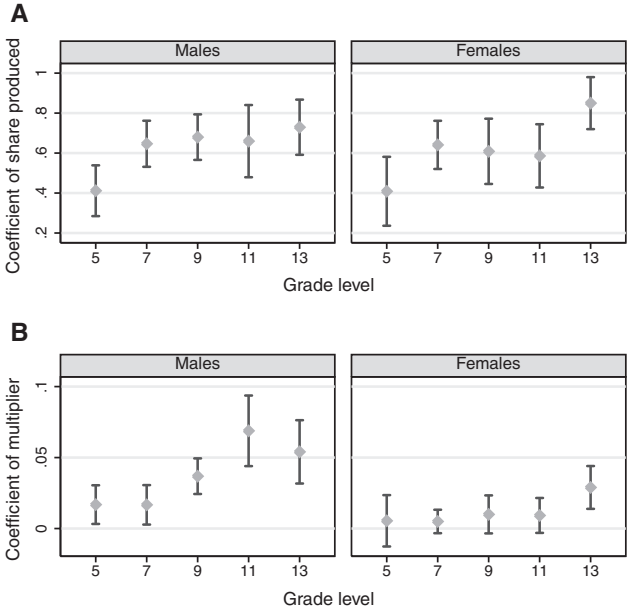 A
Males
Females
Coefficient of share produced
1
.8
.6
.4
.2
5 7 9 11 13
5 7 9 11 13
Grade level
B
Males
Females
Coefficient of multiplier
.1
.05
0
5 7 9 11 13
5 7 9 11 13
Grade level